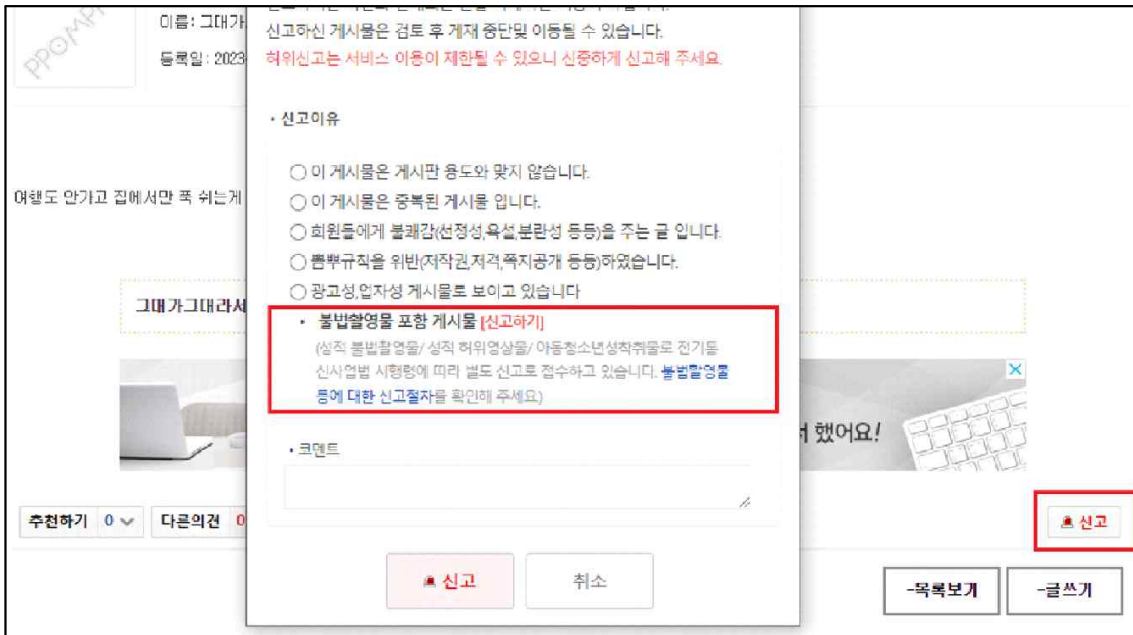 PPOMPP
이름: 그대가
등록일: 2023
신고하신 게시물은 검토 후 게재 중단및 이동될 수 있습니다.
허위신고는 서비스 이용이 제한될 수 있으니 신중하게 신고해 주세요.
• 신고이유
이 게시물은 게시판 용도와 맞지 않습니다.
이 게시물은 중복된 게시물 입니다.
회원들에게 불쾌감(선정성,욕설,분란성 등등)을 주는 글 입니다.
뽐뿌규칙을 위반(저작권,저격,쪽지공개 등등)하였습니다.
광고성,업자성 게시물로 보이고 있습니다
• 불법촬영물 포함 게시물 [신고하기]
(성적 불법촬영물/ 성적 허위영상물/ 아동청소년성착취물로 전기통
신사업법 시행령에 따라 별도 신고로 접수하고 있습니다. 불법촬영물
등에 대한 신고절차를 확인해 주세요)
• 코멘트
신고
취소
여행도 안가고 집에서만 푹 쉬는게
그대가그대라서
했어요!
추천하기 0
다른의견 0
신고
-목록보기
-글쓰기